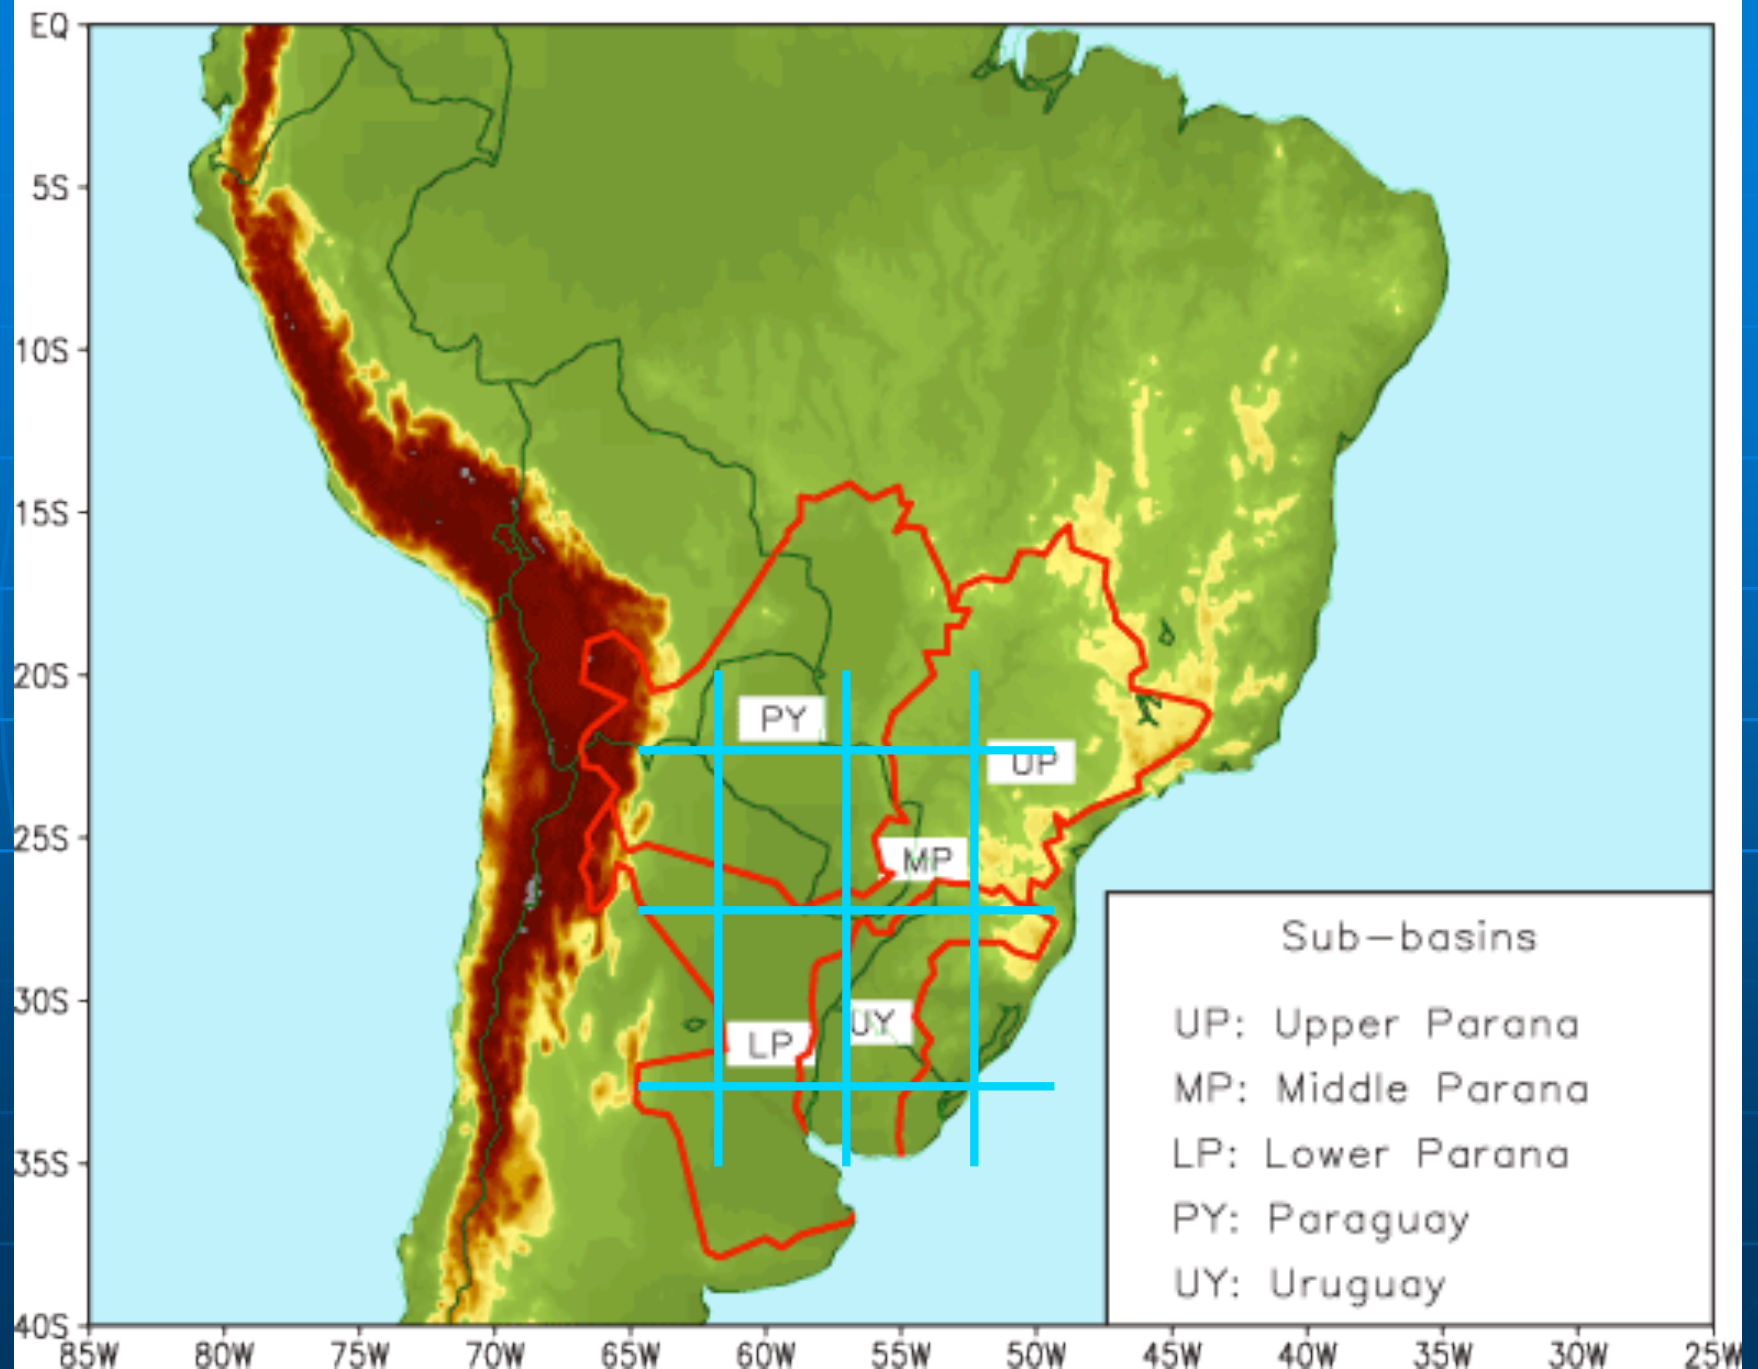 EQ
5S
10S
15S
20S
25S
30S
35S
40S
PY
UP
MP
UY
LP
Sub-basins
UP: Upper Parana
MP: Middle Parana
LP: Lower Parana
PY: Paraguay
UY: Uruguay
85W 80W 75W 70W 65W 60W 55W 50W 45W 40W 35W 30W 25W